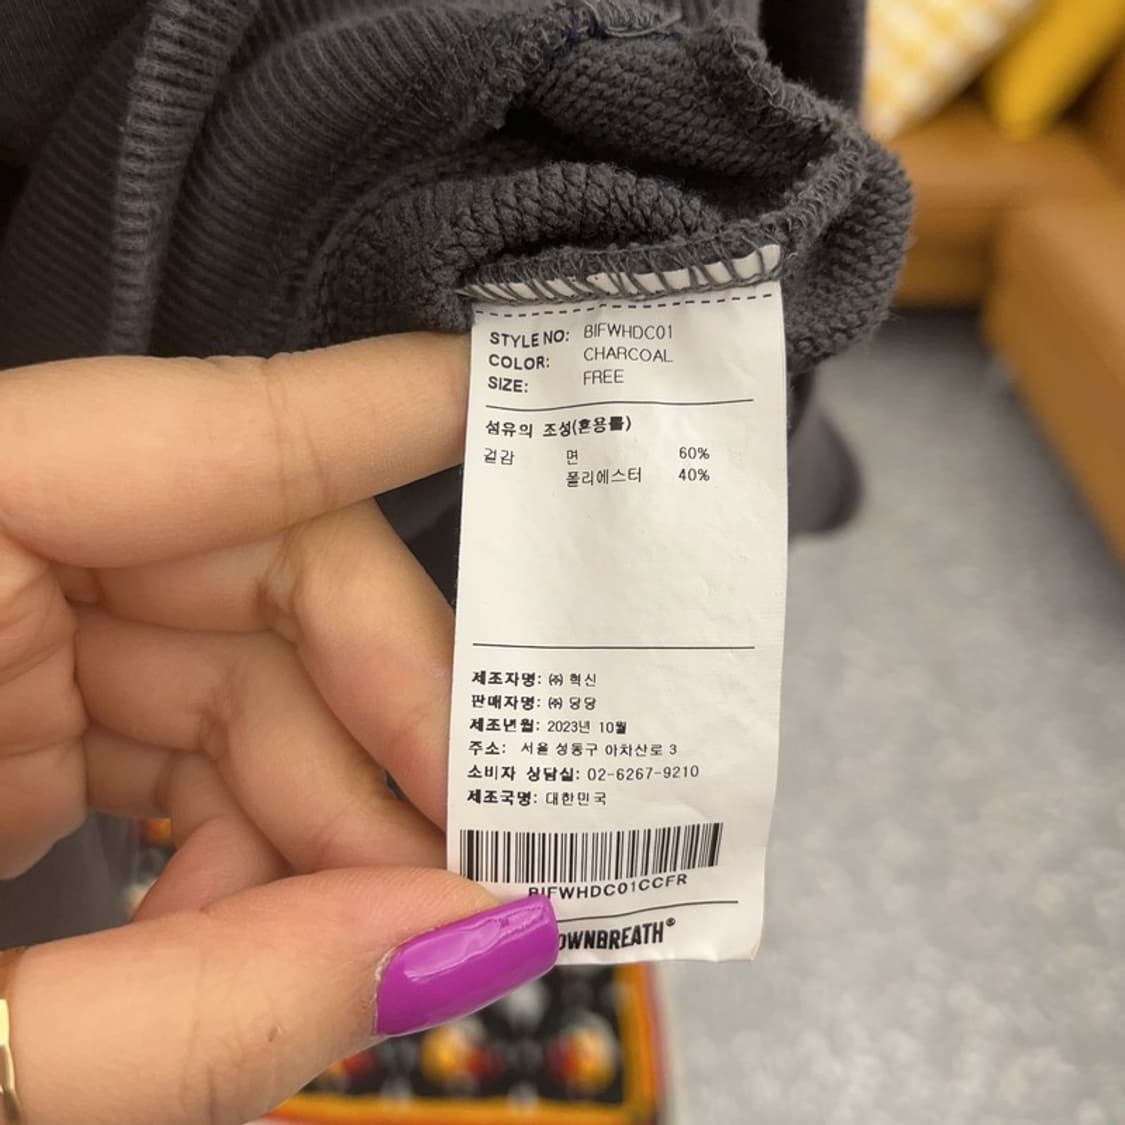 STYLE NO: BIFWHDC01
COLOR: CHARCOAL
SIZE: FREE
섬유의 조성(혼용률)
겉감 면 60%
폴리에스터 40%
제조자명: ㈜ 혁신
판매자명: ㈜ 당당
제조년월: 2023년 10월
주소: 서울 성동구 아차산로 3
소비자 상담실: 02-6267-9210
제조국명: 대한민국
BIFWHDC01CCFR
OWNBREATH®